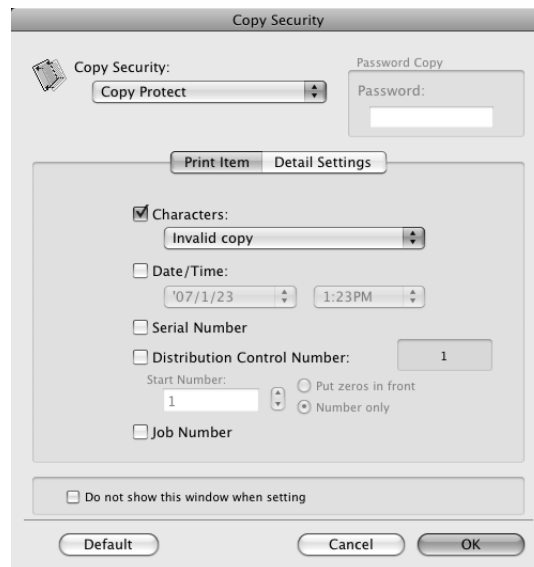 Copy Security
Copy Security:
Copy Protect
Password Copy
Password:
Print Item Detail Settings
Characters:
Invalid copy
Date/Time:
'07/1/23 1:23PM
Serial Number
Distribution Control Number: 1
Start Number:
1
Put zeros in front
Number only
Job Number
Do not show this window when setting
Default Cancel OK